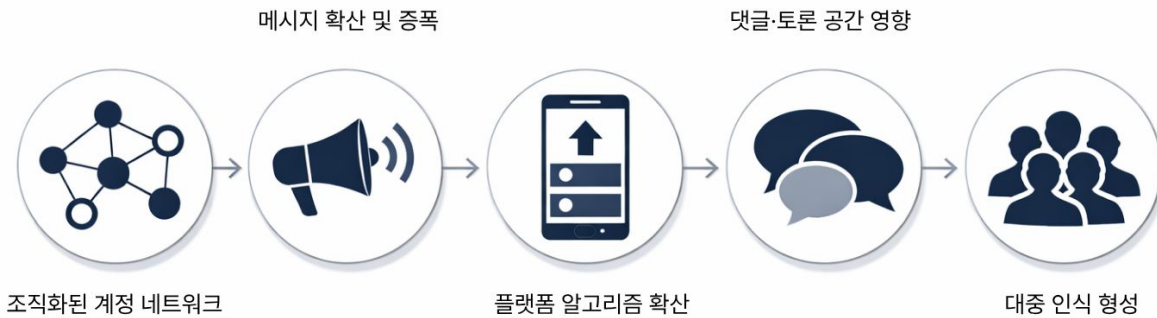 메시지 확산 및 증폭
댓글·토론 공간 영향
조직화된 계정 네트워크
플랫폼 알고리즘 확산
대중 인식 형성